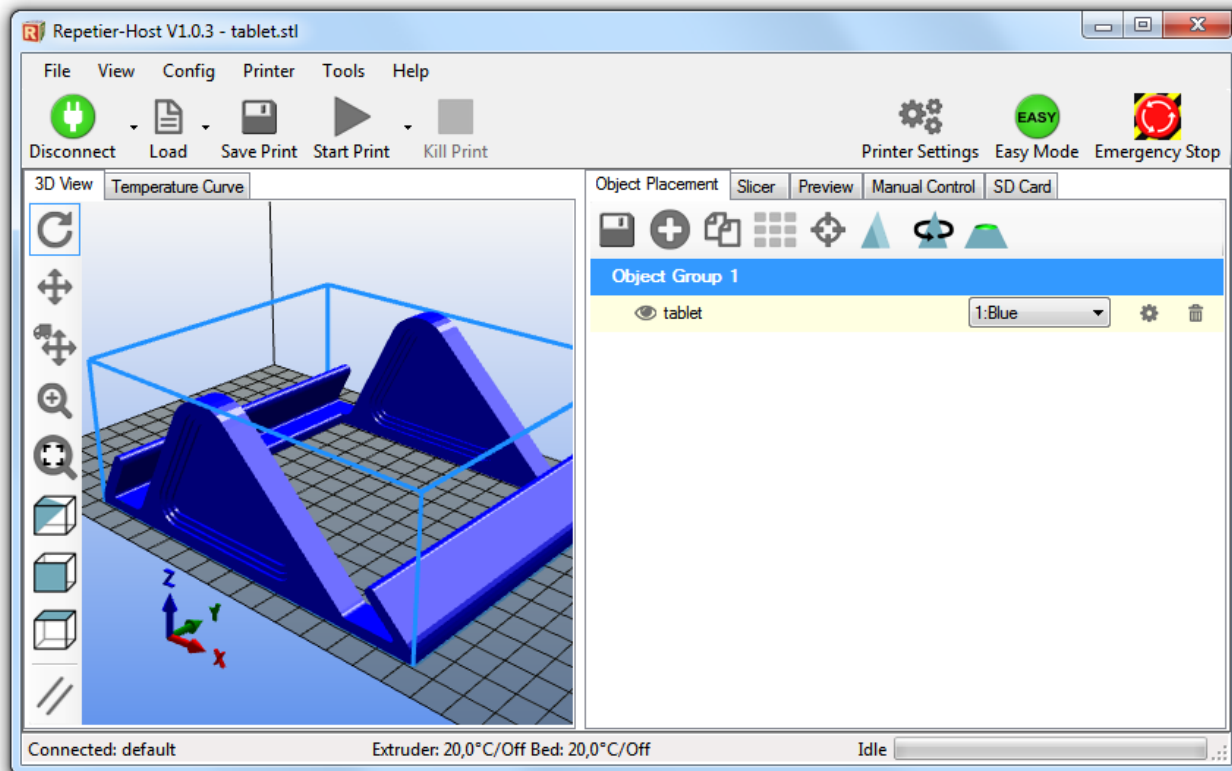 Repetier-Host V1.0.3 - tablet.stl
File View Config Printer Tools Help
EASY
Disconnect Load Save Print Start Print Kill Print Printer Settings Easy Mode Emergency Stop
3D View Temperature Curve Object Placement Slicer Preview Manual Control SD Card
Object Group 1
tablet 1:Blue
Z
Y
X
Connected: default Extruder: 20,0°C/Off Bed: 20,0°C/Off Idle